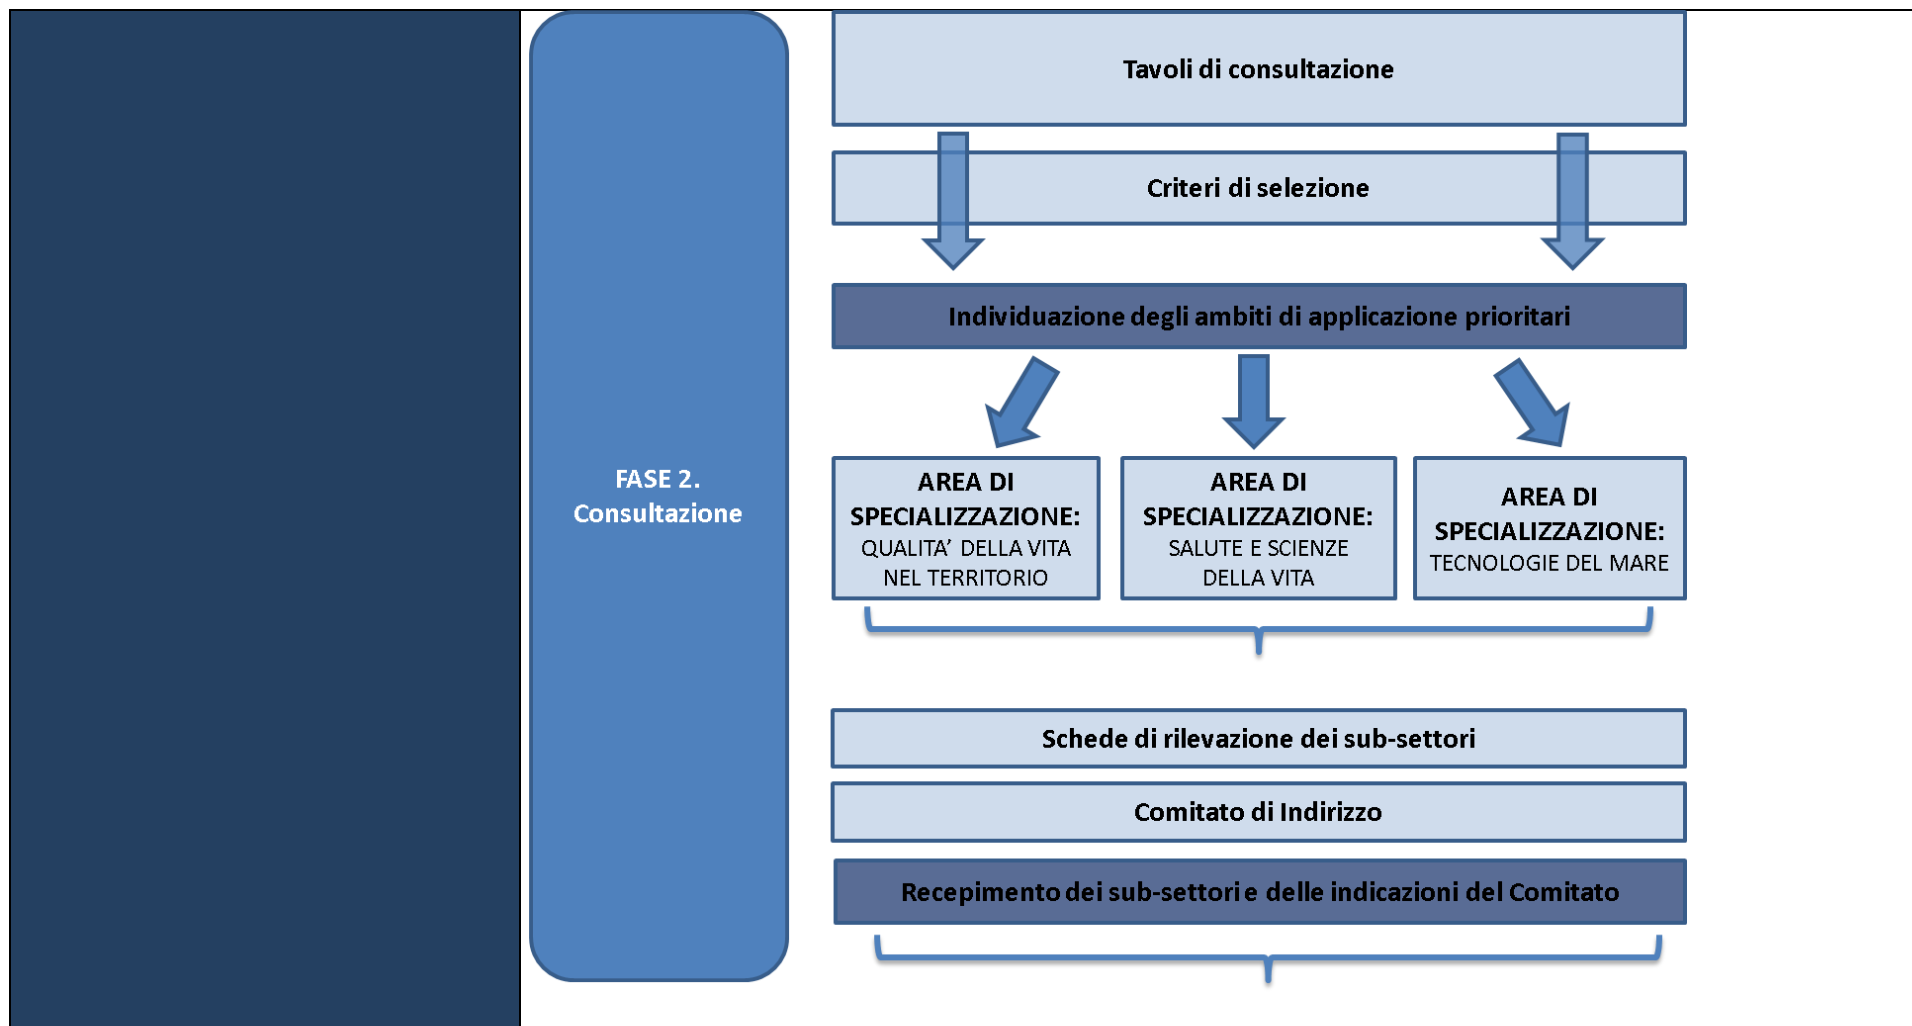 Tavoli di consultazione
Criteri di selezione
Individuazione degli ambiti di applicazione prioritari
FASE 2.
Consultazione
AREA DI
SPECIALIZZAZIONE:
QUALITA’ DELLA VITA
NEL TERRITORIO
AREA DI
SPECIALIZZAZIONE:
SALUTE E SCIENZE
DELLA VITA
AREA DI
SPECIALIZZAZIONE:
TECNOLOGIE DEL MARE
Schede di rilevazione dei sub-settori
Comitato di Indirizzo
Recepimento dei sub-settori e delle indicazioni del Comitato